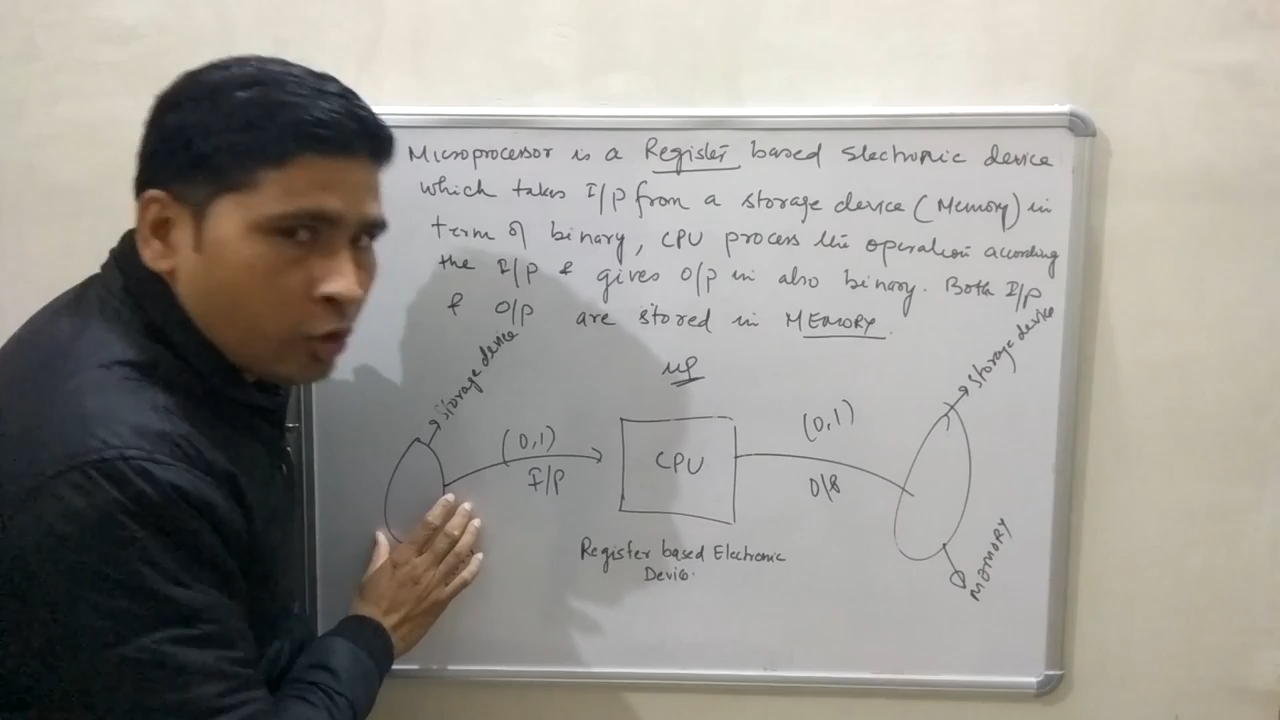 Microprocessor is a Register based Electronic device
which takes I/P from a storage device (Memory) in
term of binary, CPU process the operation according
the I/P & gives O/P in also binary. Both I/P
& O/P are stored in MEMORY.
μP
storage device
storage device
(0,1)
I/P
CPU
(0,1)
Register based Electronic
Device.
MEMORY